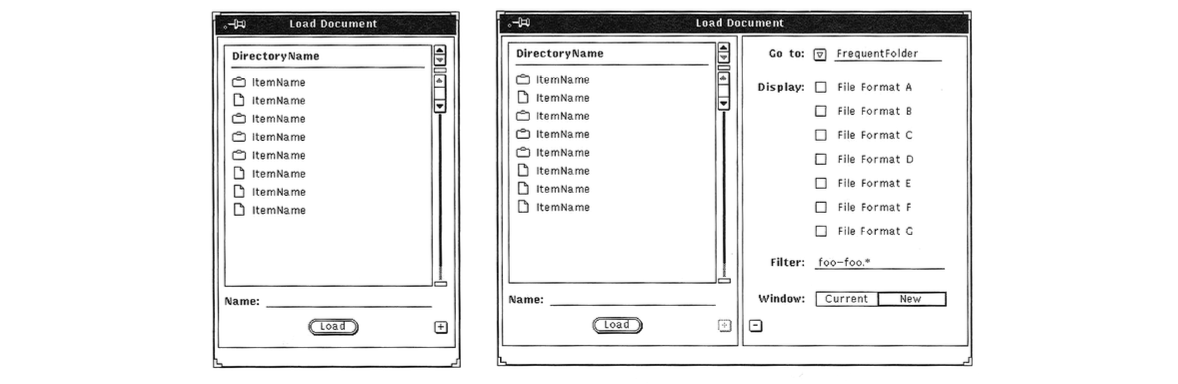 Load Document
DirectoryName
ItemName
ItemName
ItemName
ItemName
ItemName
ItemName
ItemName
ItemName
Name:
Load
Load Document
DirectoryName
ItemName
ItemName
ItemName
ItemName
ItemName
ItemName
ItemName
ItemName
Name:
Load
Go to: FrequentFolder
Display: File Format A
File Format B
File Format C
File Format D
File Format E
File Format F
File Format G
Filter: foo-foo.*
Window: Current New